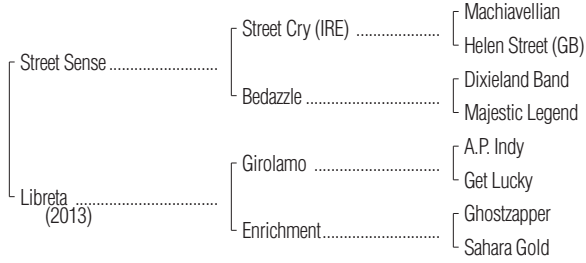 Machiavellian
Street Cry (IRE) ....................
Helen Street (GB)
Street Sense ..........................
Dixieland Band
Bedazzle ................................
Majestic Legend
A.P. Indy
Girolamo ..............................
Get Lucky
Libreta ..................................
(2013)
Ghostzapper
Enrichment............................
Sahara Gold